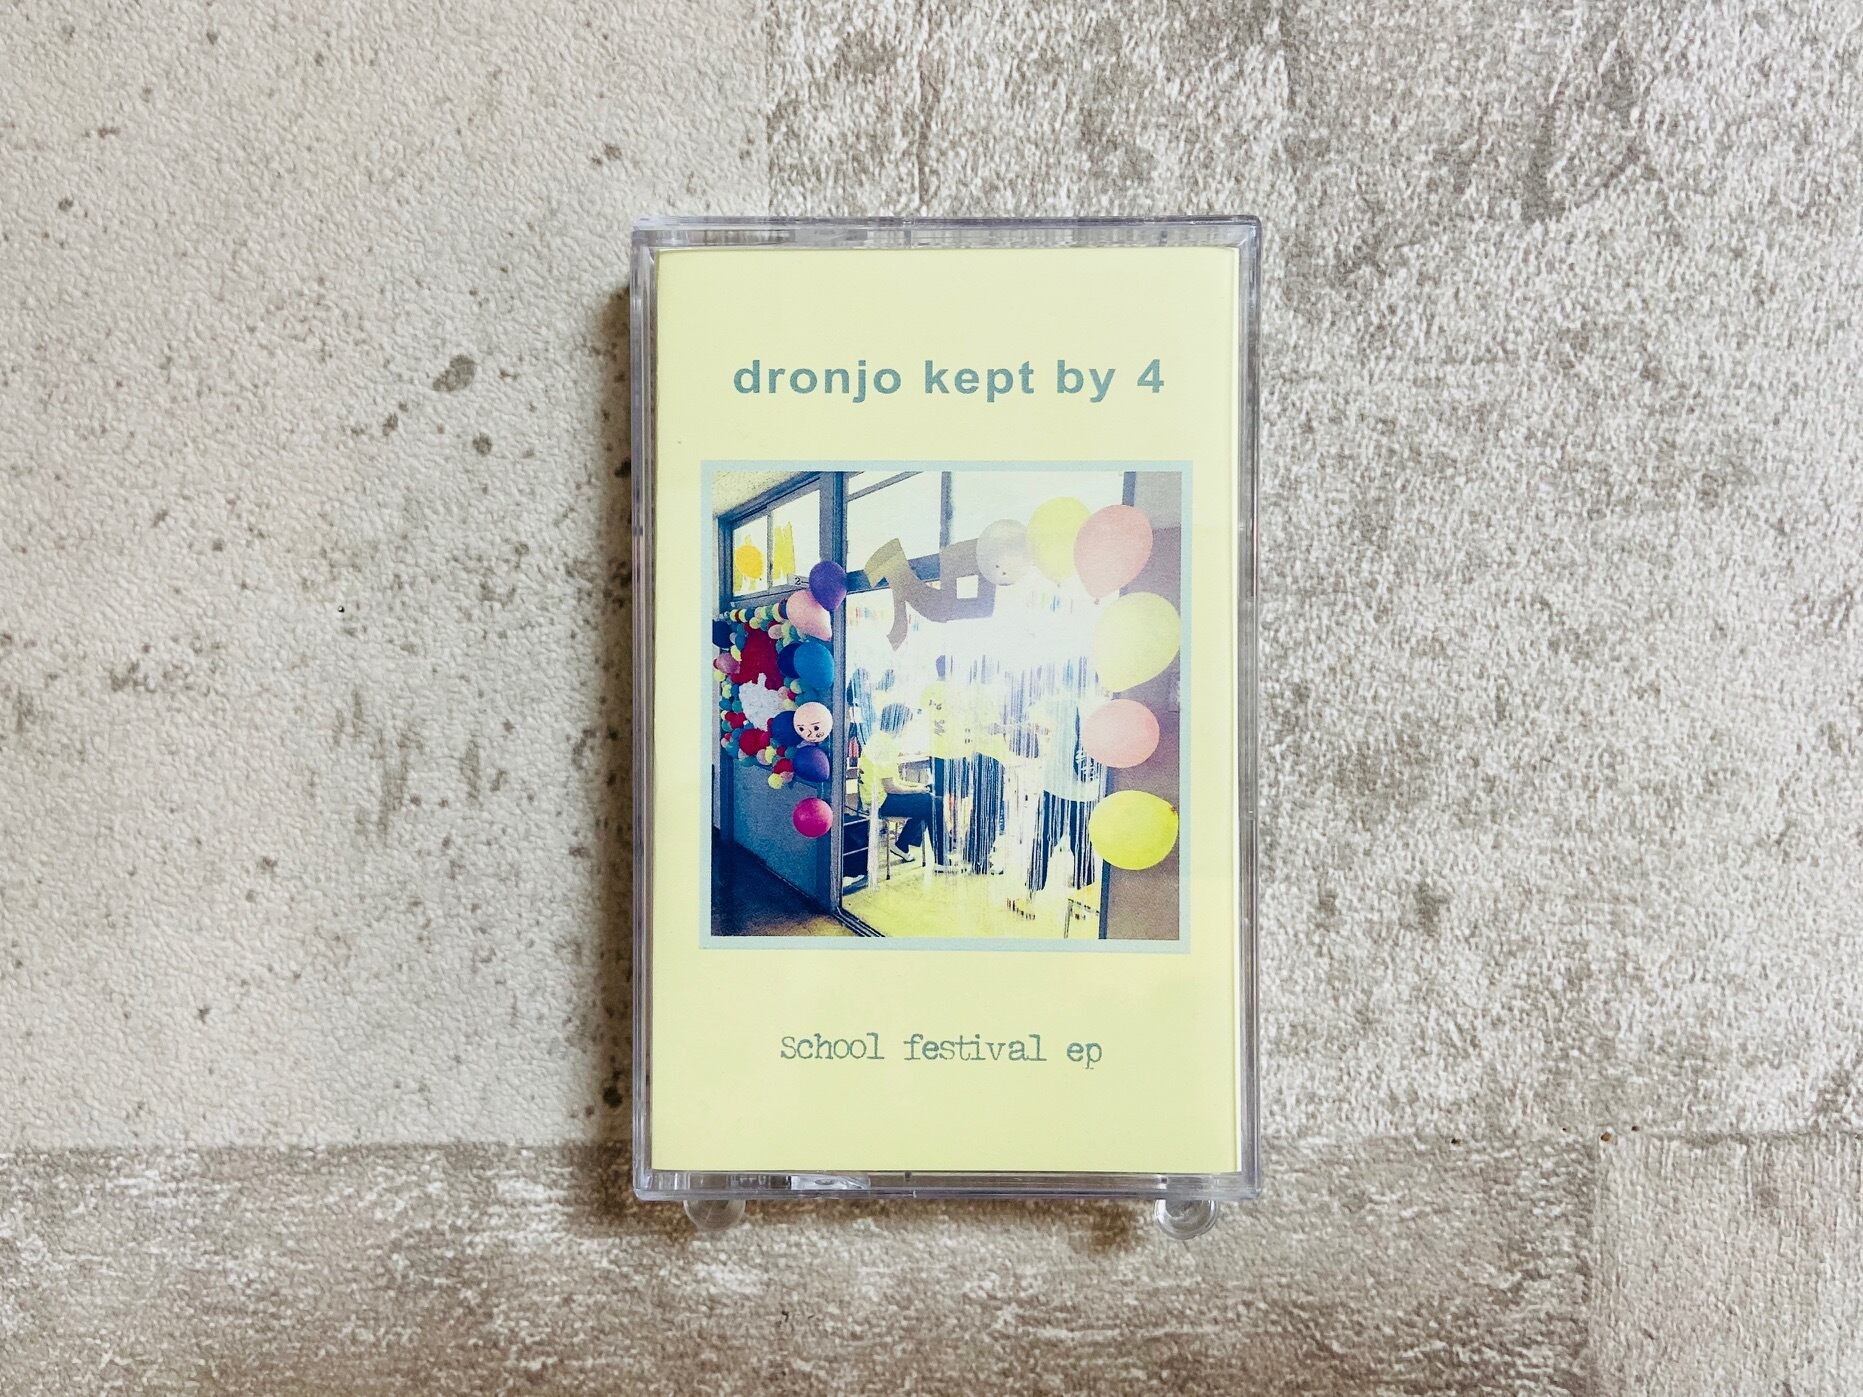 dronjo kept by 4
school festival ep